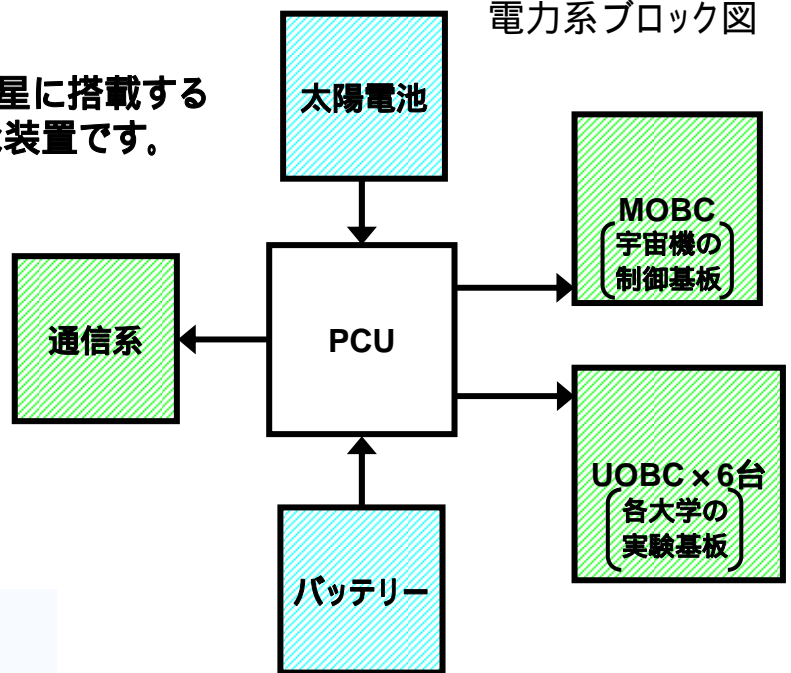 電力系ブロック図
星に搭載する
装置です。
太陽電池
MOBC
宇宙機の
制御基板
通信系
PCU
UOBC × 6台
各大学の
実験基板
バッテリー